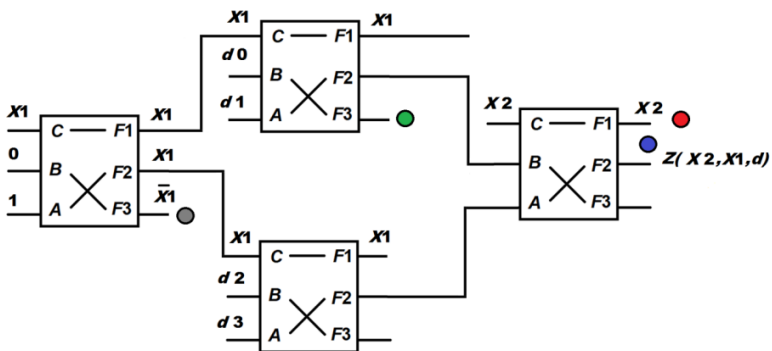 X1
X1
C F1
d 0
B F2
d 1
A F3
X1
X1
C F1
0
X1
B F2
1
X̅1
A F3
X 2
X 2
C F1
B F2
Z( X 2,X1,d)
A F3
X1
X1
C F1
d 2
B F2
d 3
A F3